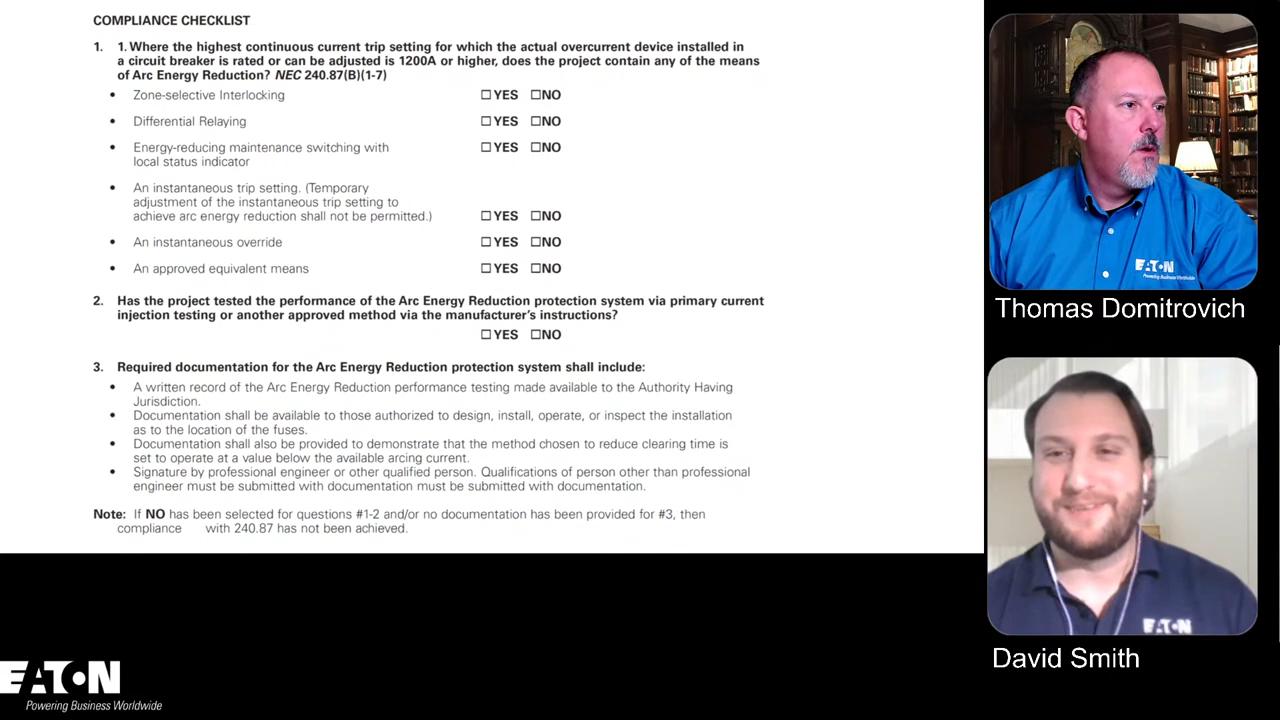 COMPLIANCE CHECKLIST
1. 1. Where the highest continuous current trip setting for which the actual overcurrent device installed in
a circuit breaker is rated or can be adjusted is 1200A or higher, does the project contain any of the means
of Arc Energy Reduction? NEC 240.87(B)(1-7)
• Zone-selective Interlocking ☐ YES ☐ NO
• Differential Relaying ☐ YES ☐ NO
• Energy-reducing maintenance switching with ☐ YES ☐ NO
local status indicator
• An instantaneous trip setting. (Temporary
adjustment of the instantaneous trip setting to
achieve arc energy reduction shall not be permitted.) ☐ YES ☐ NO
• An instantaneous override ☐ YES ☐ NO
• An approved equivalent means ☐ YES ☐ NO
2. Has the project tested the performance of the Arc Energy Reduction protection system via primary current
injection testing or another approved method via the manufacturer's instructions?
☐ YES ☐ NO
3. Required documentation for the Arc Energy Reduction protection system shall include:
• A written record of the Arc Energy Reduction performance testing made available to the Authority Having
Jurisdiction.
• Documentation shall be available to those authorized to design, install, operate, or inspect the installation
as to the location of the fuses.
• Documentation shall also be provided to demonstrate that the method chosen to reduce clearing time is
set to operate at a value below the available arcing current.
• Signature by professional engineer or other qualified person. Qualifications of person other than professional
engineer must be submitted with documentation must be submitted with documentation.
Note: If NO has been selected for questions #1-2 and/or no documentation has been provided for #3, then
compliance with 240.87 has not been achieved.
EATON
Powering Business Worldwide
Thomas Domitrovich
EATON
David Smith
EATON
Powering Business Worldwide